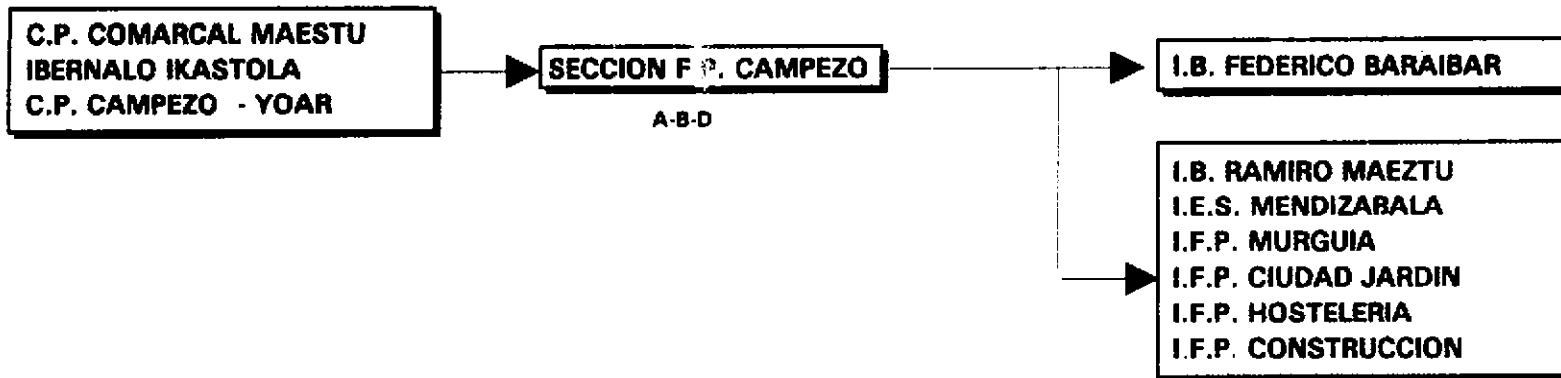 C.P. COMARCAL MAESTU
IBERNALO IKASTOLA
C.P. CAMPEZO - YOAR
SECCION F.P. CAMPEZO
A-B-D
I.B. FEDERICO BARAIBAR
I.B. RAMIRO MAEZTU
I.E.S. MENDIZABALA
I.F.P. MURGUIA
I.F.P. CIUDAD JARDIN
I.F.P. HOSTELERIA
I.F.P. CONSTRUCCION